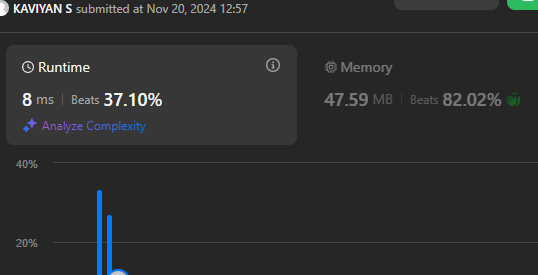 KAVIYAN S submitted at Nov 20, 2024 12:57
Runtime
8 ms | Beats 37.10%
Analyze Complexity
Memory
47.59 MB | Beats 82.02%
40%
20%